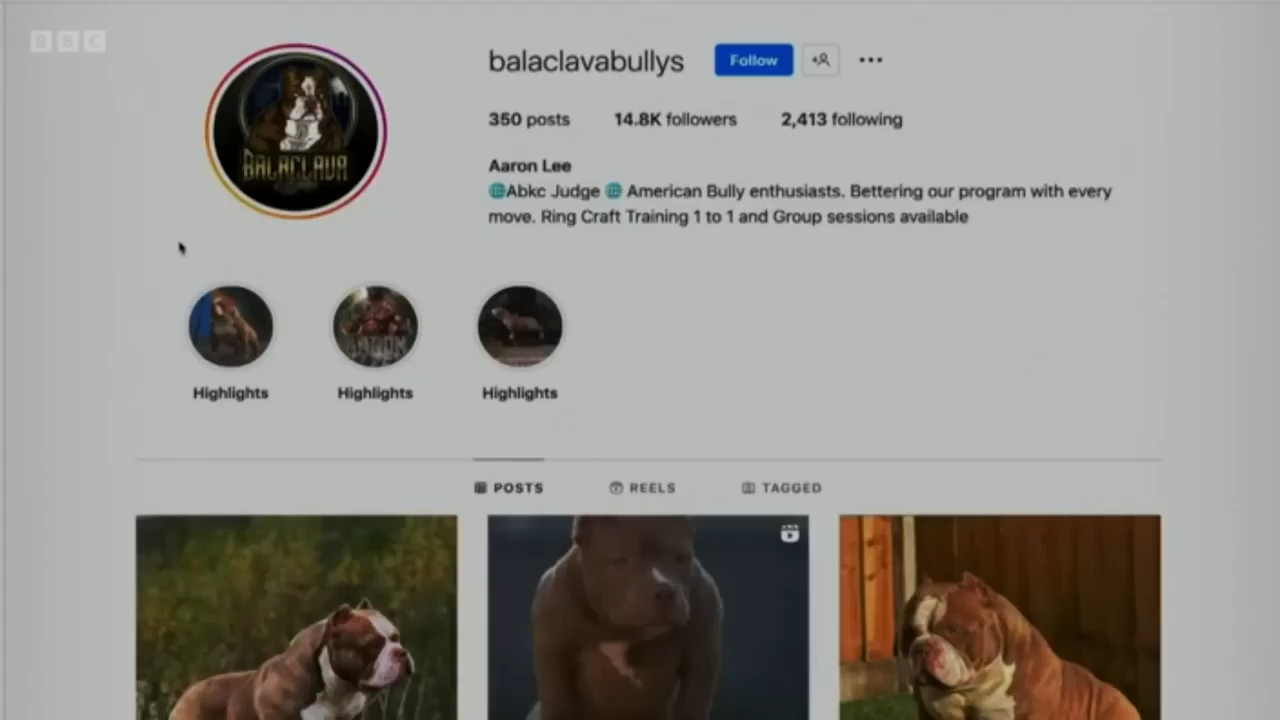 BBC
balaclavabullys
Follow
350 posts 14.8K followers 2,413 following
Aaron Lee
Abkc Judge American Bully enthusiasts. Bettering our program with every
move. Ring Craft Training 1 to 1 and Group sessions available
BALACLAVA
Highlights Highlights Highlights
POSTS REELS TAGGED